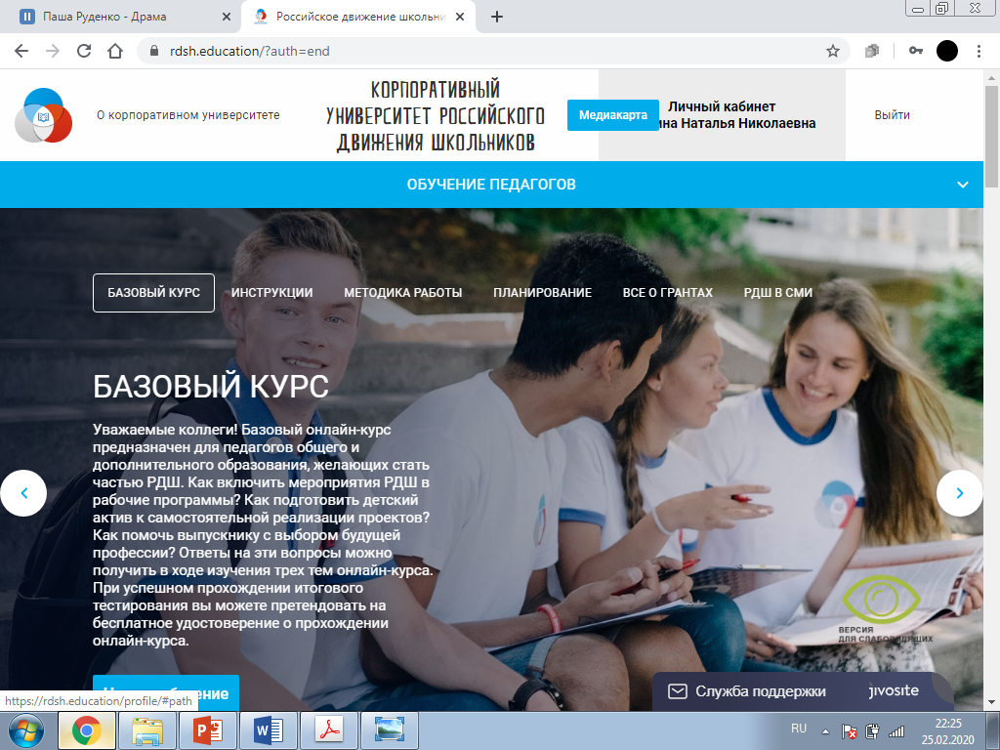 Паша Руденко - Драма
Российское движение школьни
rdsh.education/?auth=end
О корпоративном университете
КОРПОРАТИВНЫЙ
УНИВЕРСИТЕТ РОССИЙСКОГО
ДВИЖЕНИЯ ШКОЛЬНИКОВ
Медиакарта
Личный кабинет
ина Наталья Николаевна
Выйти
ОБУЧЕНИЕ ПЕДАГОГОВ
БАЗОВЫЙ КУРС ИНСТРУКЦИИ МЕТОДИКА РАБОТЫ ПЛАНИРОВАНИЕ ВСЕ О ГРАНТАХ РДШ В СМИ
БАЗОВЫЙ КУРС
Уважаемые коллеги! Базовый онлайн-курс
предназначен для педагогов общего и
дополнительного образования, желающих стать
частью РДШ. Как включить мероприятия РДШ в
рабочие программы? Как подготовить детский
актив к самостоятельной реализации проектов?
Как помочь выпускнику с выбором будущей
профессии? Ответы на эти вопросы можно
получить в ходе изучения трех тем онлайн-курса.
При успешном прохождении итогового
тестирования вы можете претендовать на
бесплатное удостоверение о прохождении
онлайн-курса.
ВЕРСИЯ
ДЛЯ СЛАБОВИДЯЩИХ
Служба поддержки jivosite
https://rdsh.education/profile/#path
RU
22:25
25.02.2020